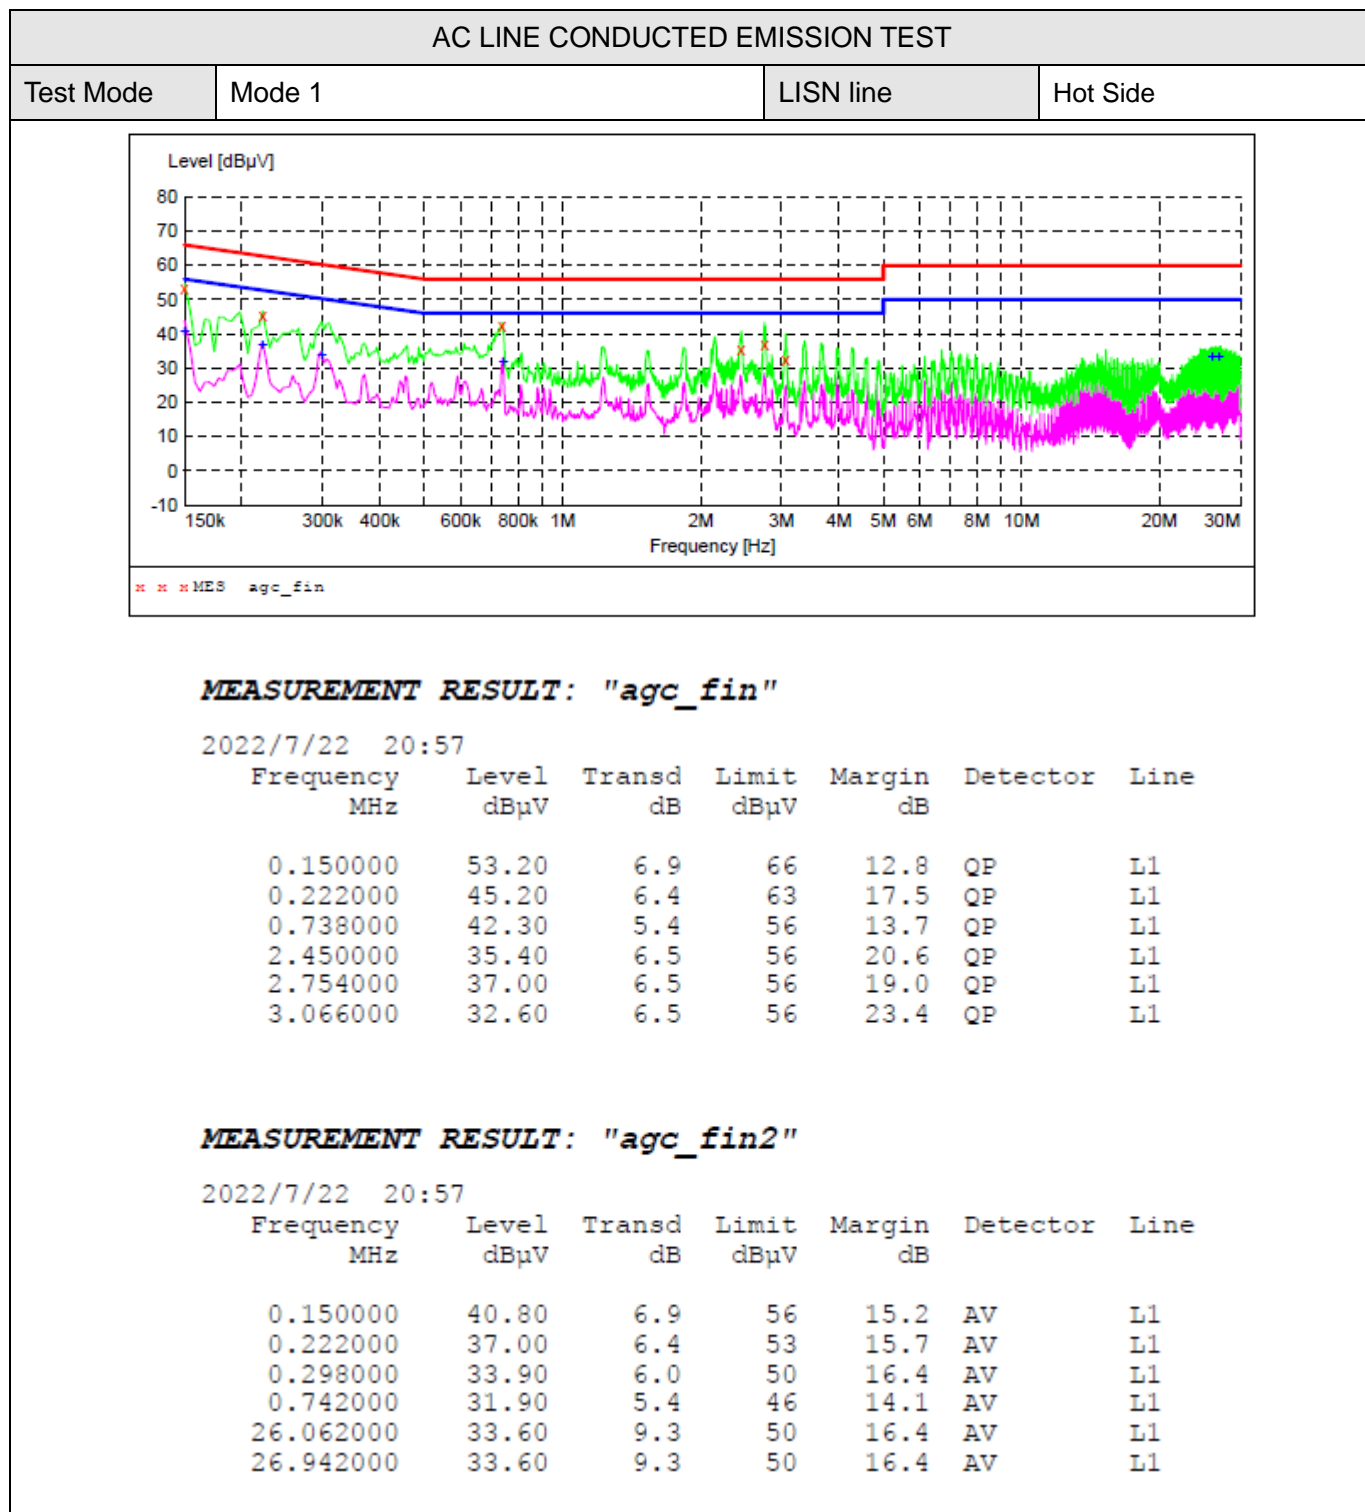 AC LINE CONDUCTED EMISSION TEST
Test Mode Mode 1 LISN line Hot Side
Level [dBµV]
80
70
60
50
40
30
20
10
0
-10
150k 300k 400k 600k 800k 1M 2M 3M 4M 5M 6M 8M 10M 20M 30M
Frequency [Hz]
x x x MES agc_fin
MEASUREMENT RESULT: "agc_fin"
2022/7/22 20:57
Frequency Level Transd Limit Margin Detector Line
MHz dBµV dB dBµV dB
0.150000 53.20 6.9 66 12.8 QP L1
0.222000 45.20 6.4 63 17.5 QP L1
0.738000 42.30 5.4 56 13.7 QP L1
2.450000 35.40 6.5 56 20.6 QP L1
2.754000 37.00 6.5 56 19.0 QP L1
3.066000 32.60 6.5 56 23.4 QP L1
MEASUREMENT RESULT: "agc_fin2"
2022/7/22 20:57
Frequency Level Transd Limit Margin Detector Line
MHz dBµV dB dBµV dB
0.150000 40.80 6.9 56 15.2 AV L1
0.222000 37.00 6.4 53 15.7 AV L1
0.298000 33.90 6.0 50 16.4 AV L1
0.742000 31.90 5.4 46 14.1 AV L1
26.062000 33.60 9.3 50 16.4 AV L1
26.942000 33.60 9.3 50 16.4 AV L1